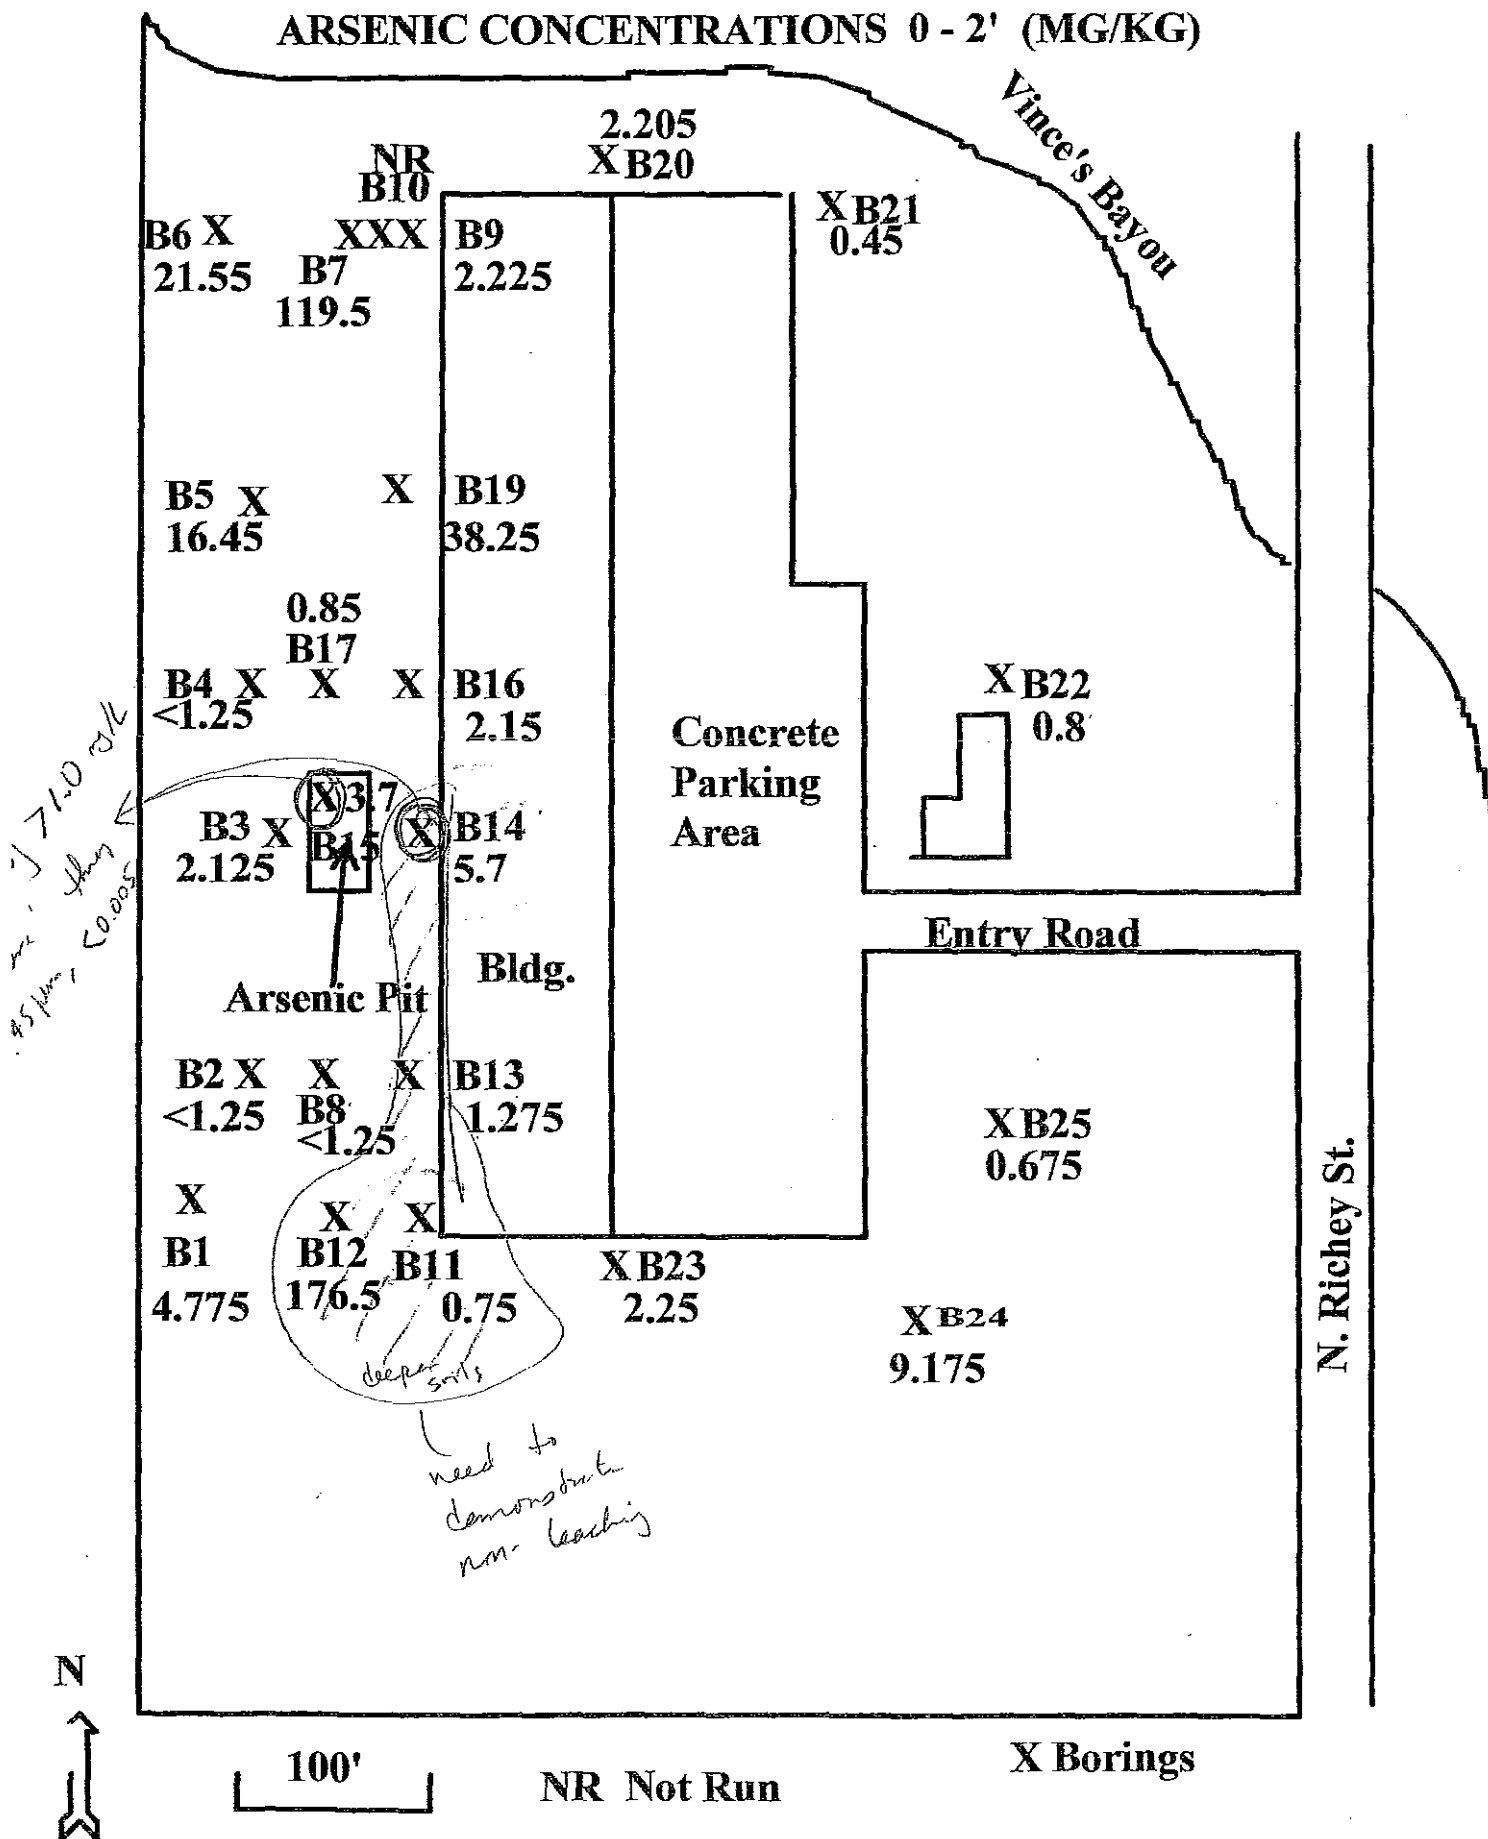 ARSENIC CONCENTRATIONS 0 - 2' (MG/KG)
Vince's Bayou
2.205
X B20
NR
B10
X B21
0.45
B6 X
21.55
XXX
B9
2.225
B7
119.5
B5 X
16.45
X B19
38.25
0.85
B17
B4 X X X B16
<1.25
2.15
X B22
0.8
Concrete
Parking
Area
X 3.7
B15
B3 X
2.125
X B14
5.7
71.0
<0.005
Entry Road
Bldg.
Arsenic Pit
B2 X X X B13
<1.25
B8
<1.25
1.275
X B25
0.675
X
B1
4.775
X
B12
176.5
X
B11
0.75
X B23
2.25
X B24
9.175
N. Richey St.
deeper
soils
need to
demonstrate
non-leaching
N
100'
NR Not Run
X Borings